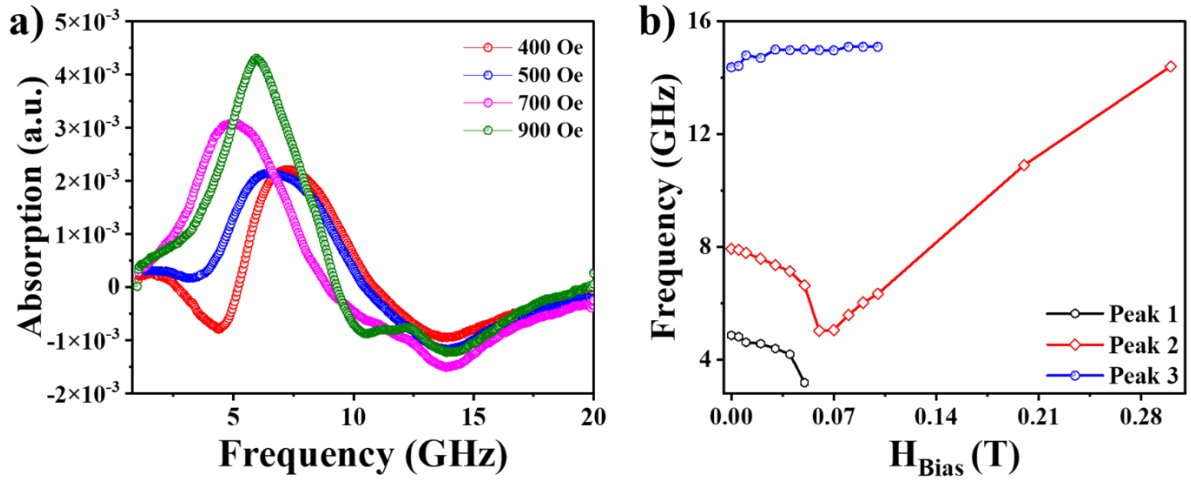 a)
Absorption (a.u.)
5×10⁻³
4×10⁻³
3×10⁻³
2×10⁻³
1×10⁻³
0
-1×10⁻³
-2×10⁻³
400 Oe
500 Oe
700 Oe
900 Oe
5
10
15
20
Frequency (GHz)
b)
Frequency (GHz)
16
12
8
4
Peak 1
Peak 2
Peak 3
0.00
0.07
0.14
0.21
0.28
H_Bias (T)